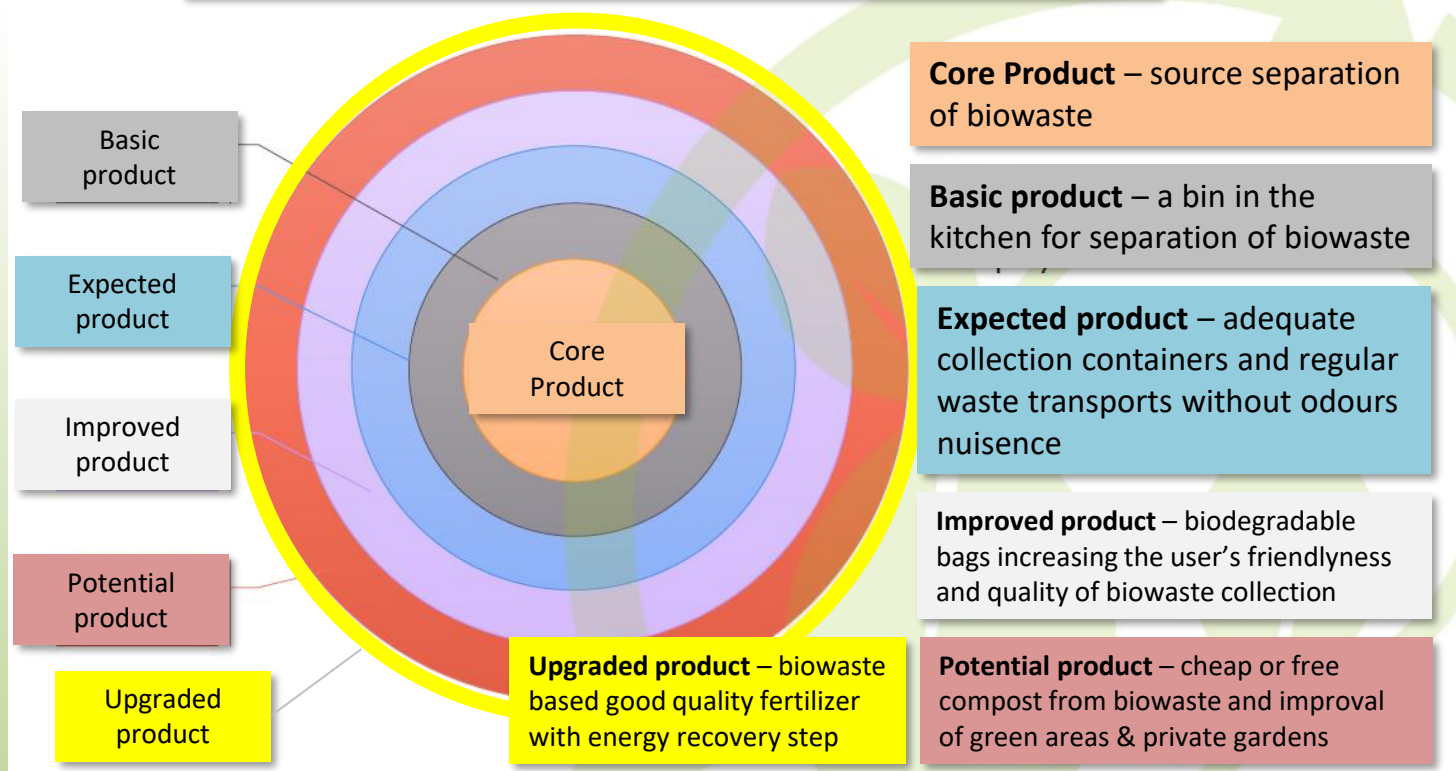 Basic
product
Expected
product
Improved
product
Potential
product
Upgraded
product
Core
Product
Core Product – source separation
of biowaste
Basic product – a bin in the
kitchen for separation of biowaste
Expected product – adequate
collection containers and regular
waste transports without odours
nuisence
Improved product – biodegradable
bags increasing the user’s friendlyness
and quality of biowaste collection
Upgraded product – biowaste
based good quality fertilizer
with energy recovery step
Potential product – cheap or free
compost from biowaste and improval
of green areas & private gardens